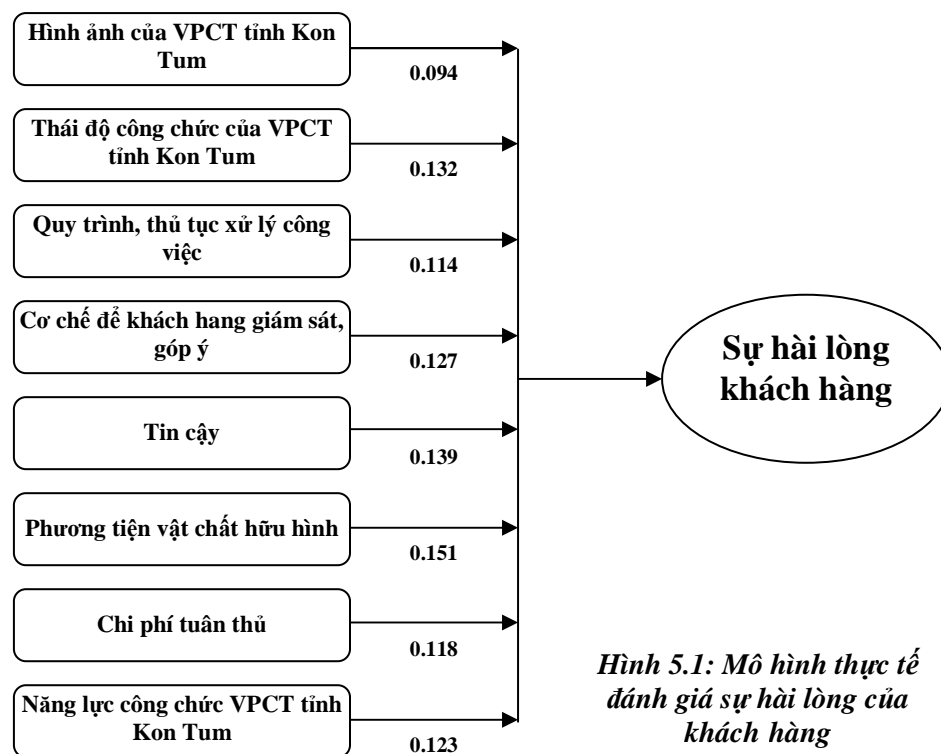 Hình ảnh của VPCT tỉnh Kon
Tum
0.094
Thái độ công chức của VPCT
tỉnh Kon Tum
0.132
Quy trình, thủ tục xử lý công
việc
0.114
Cơ chế để khách hang giám sát,
góp ý
0.127
Sự hài lòng
khách hàng
Tin cậy
0.139
Phương tiện vật chất hữu hình
0.151
Chi phí tuân thủ
0.118
Năng lực công chức VPCT tỉnh
Kon Tum
0.123
Hình 5.1: Mô hình thực tế
đánh giá sự hài lòng của
khách hàng